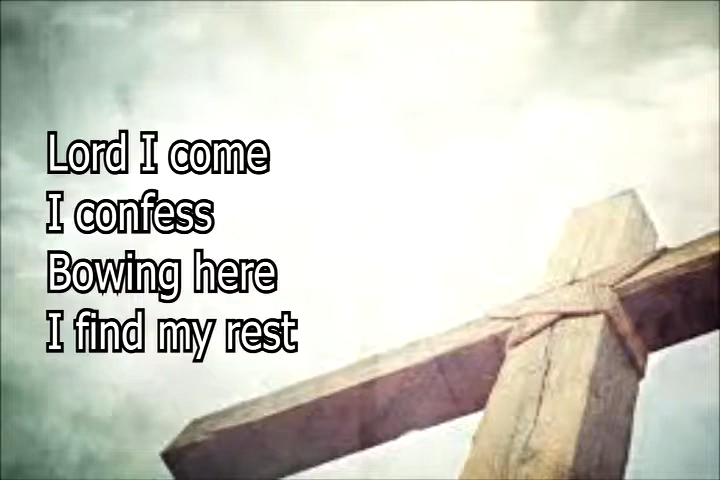 Lord I come
I confess
Bowing here
I find my rest